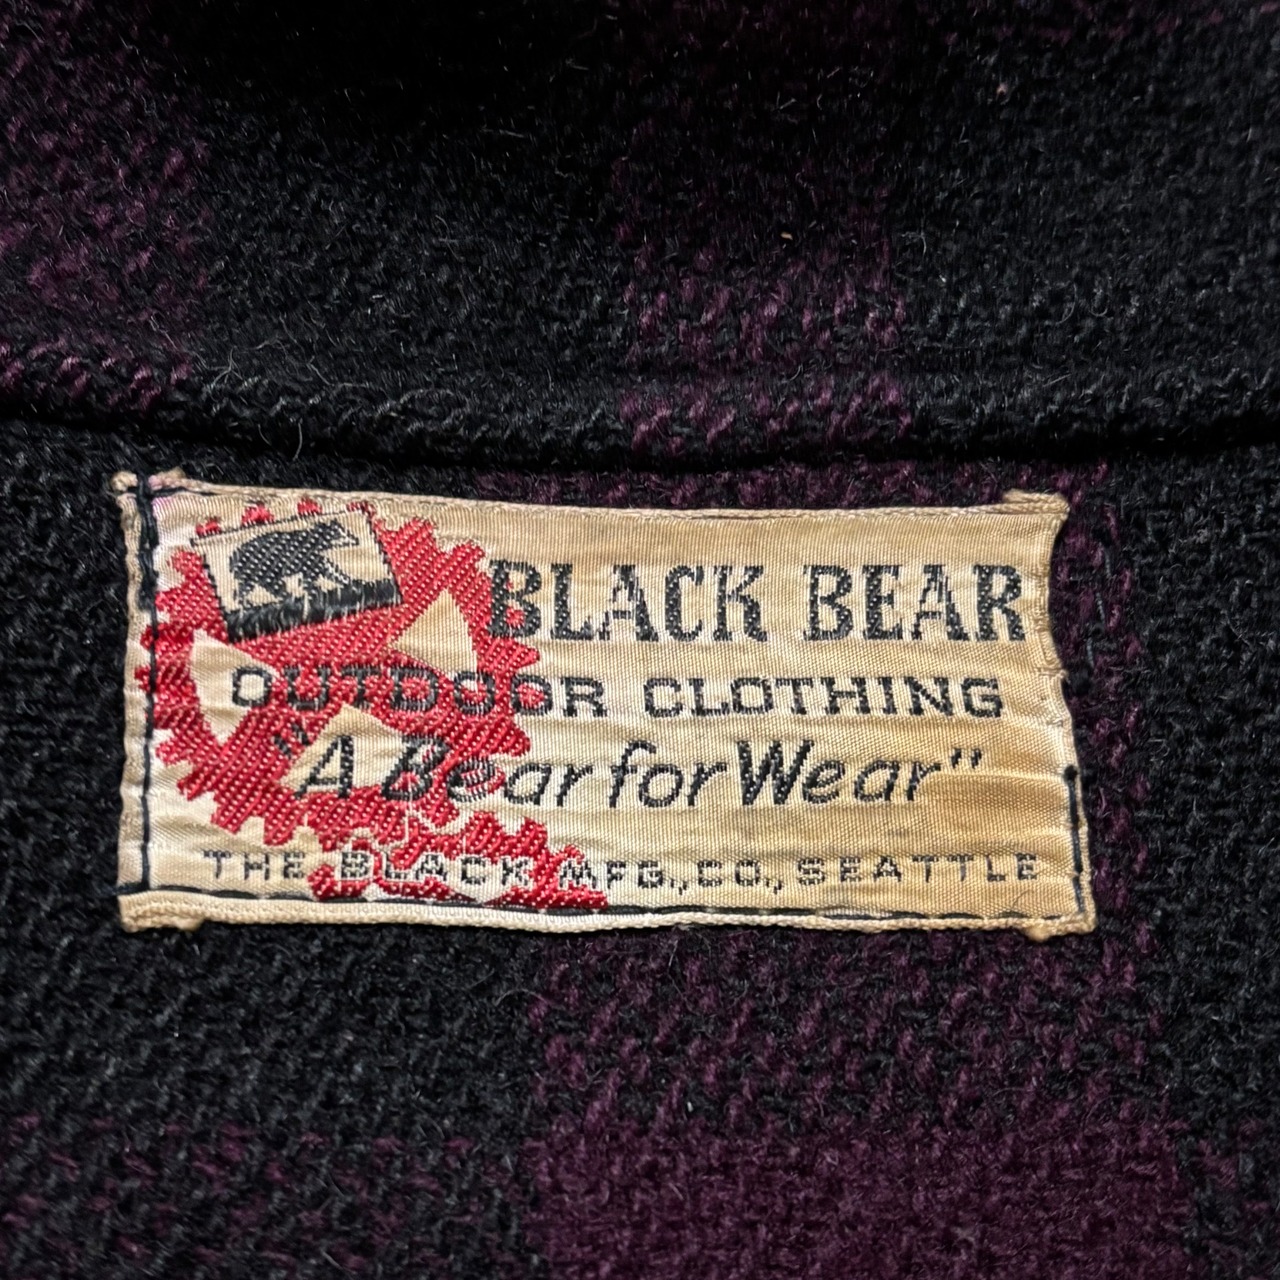 BLACK BEAR
OUTDOOR CLOTHING
"A Bear for Wear"
THE BLACK MFG., CO., SEATTLE